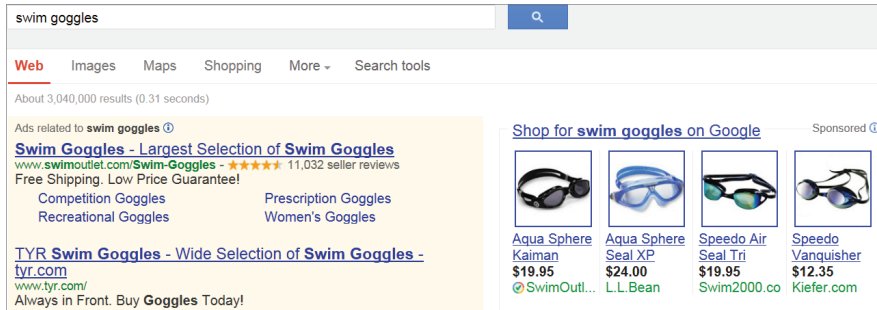 swim goggles
Web Images Maps Shopping More Search tools
About 3,040,000 results (0.31 seconds)
Ads related to swim goggles
Swim Goggles - Largest Selection of Swim Goggles
www.swimoutlet.com/Swim-Goggles - 11,032 seller reviews
Free Shipping. Low Price Guarantee!
Competition Goggles Prescription Goggles
Recreational Goggles Women's Goggles
TYR Swim Goggles - Wide Selection of Swim Goggles -
tyr.com
www.tyr.com/
Always in Front. Buy Goggles Today!
Shop for swim goggles on Google Sponsored
Aqua Sphere
Kaiman
$19.95
SwimOutl...
Aqua Sphere
Seal XP
$24.00
L.L.Bean
Speedo Air
Seal Tri
$19.95
Swim2000.co
Speedo
Vanquisher
$12.35
Kiefer.com